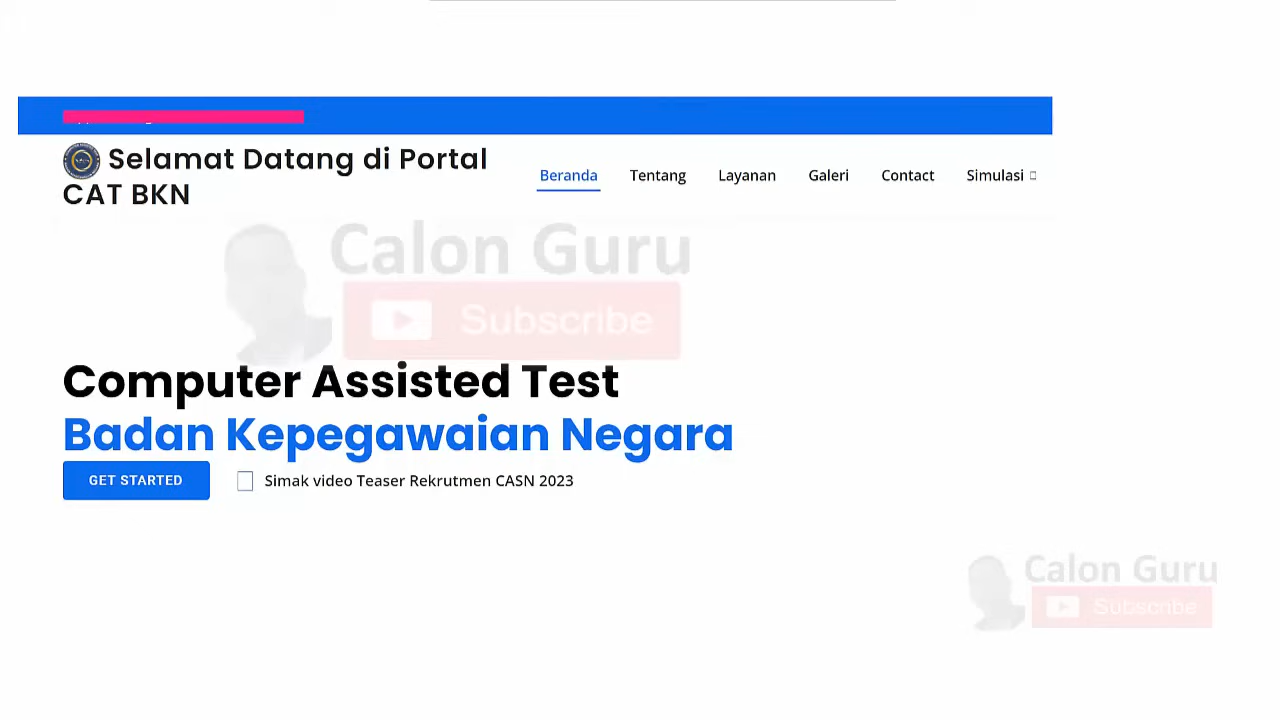 Selamat Datang di Portal
CAT BKN
Beranda Tentang Layanan Galeri Contact Simulasi
Calon Guru
Subscribe
Computer Assisted Test
Badan Kepegawaian Negara
GET STARTED Simak video Teaser Rekrutmen CASN 2023
Calon Guru
Subscribe